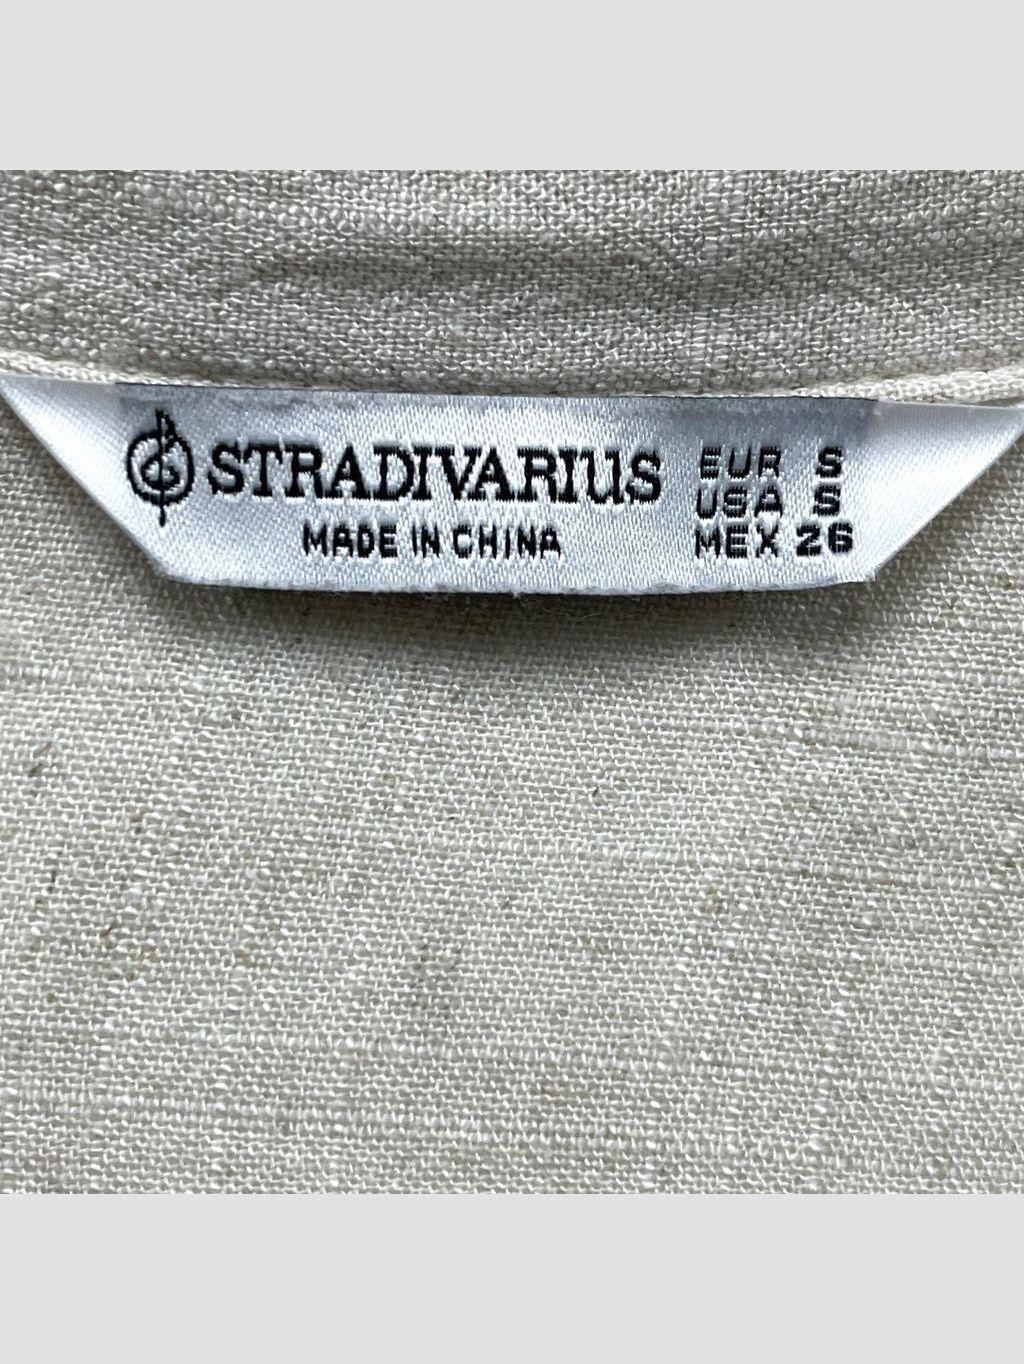 STRADIVARIUS
MADE IN CHINA
EUR S
USA S
MEX 26